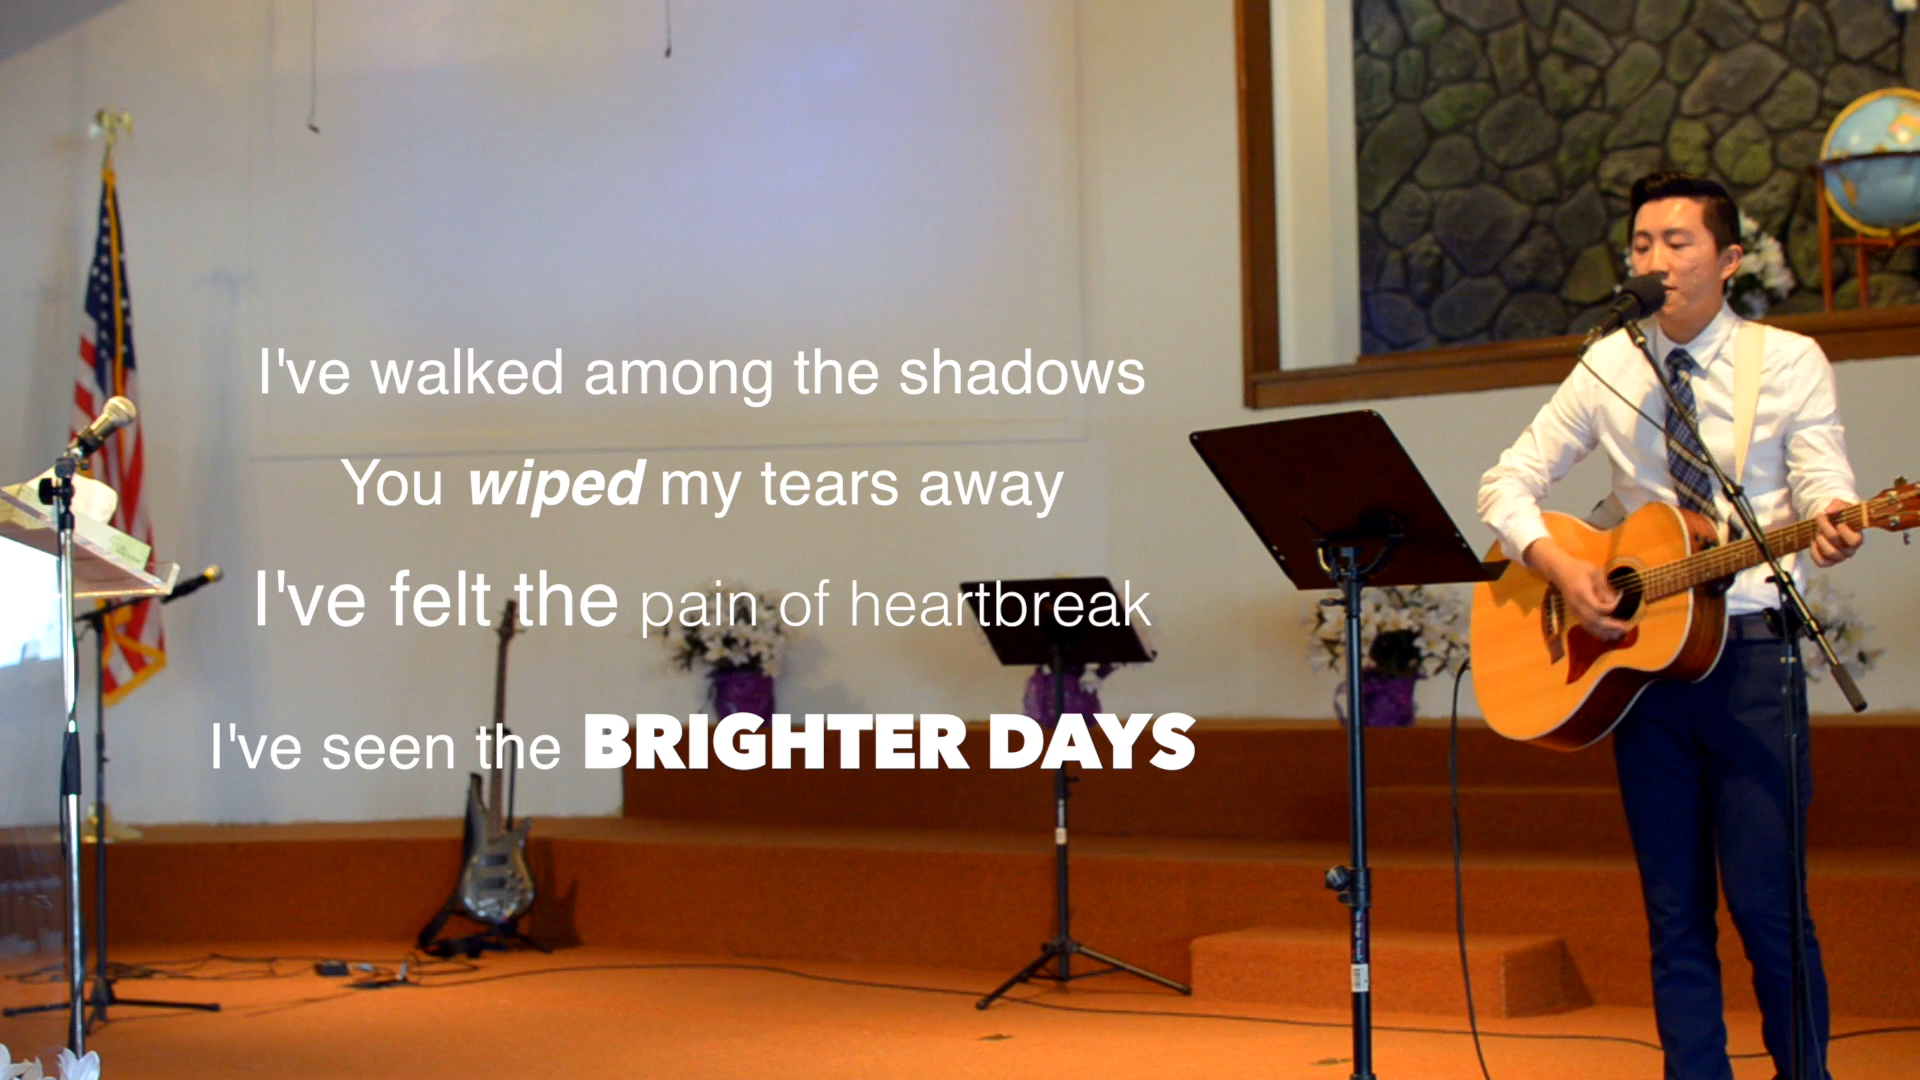 I've walked among the shadows
You wiped my tears away
I've felt the pain of heartbreak
I've seen the BRIGHTER DAYS